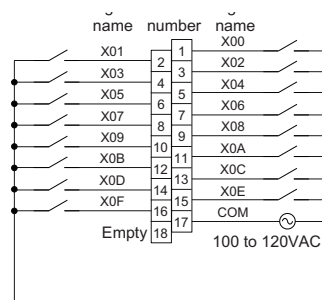 name number name
X00
X01 1
2 X02
X03 3
4 X04
X05 5
6 X06
X07 7
8 X08
X09 9
10 X0A
X0B 11
12 X0C
X0D 13
14 X0E
X0F 15
16 COM
17
Empty 18 100 to 120VAC